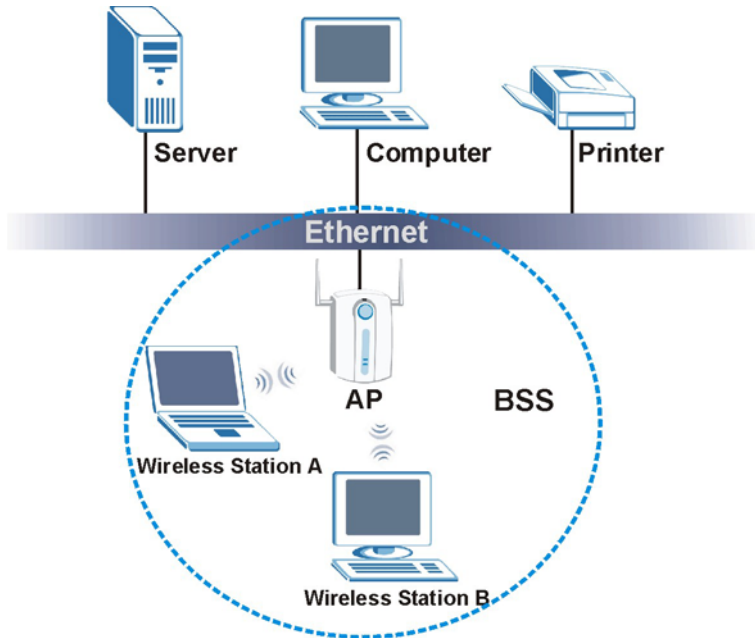 Server
Computer
Printer
Ethernet
AP
BSS
Wireless Station A
Wireless Station B